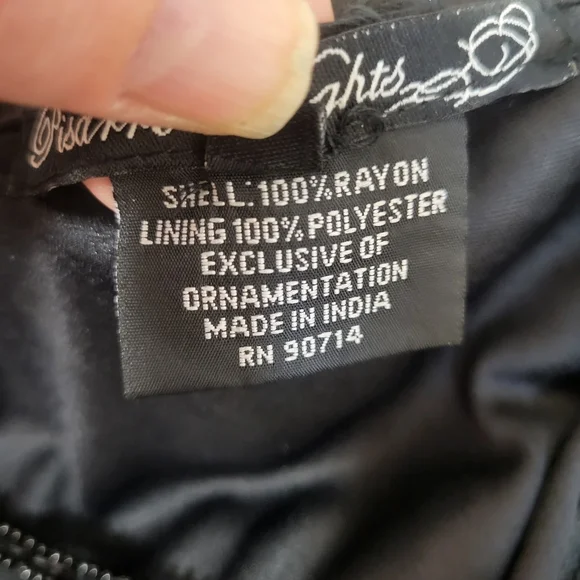 SHELL: 100% RAYON
LINING 100% POLYESTER
EXCLUSIVE OF
ORNAMENTATION
MADE IN INDIA
RN 90714